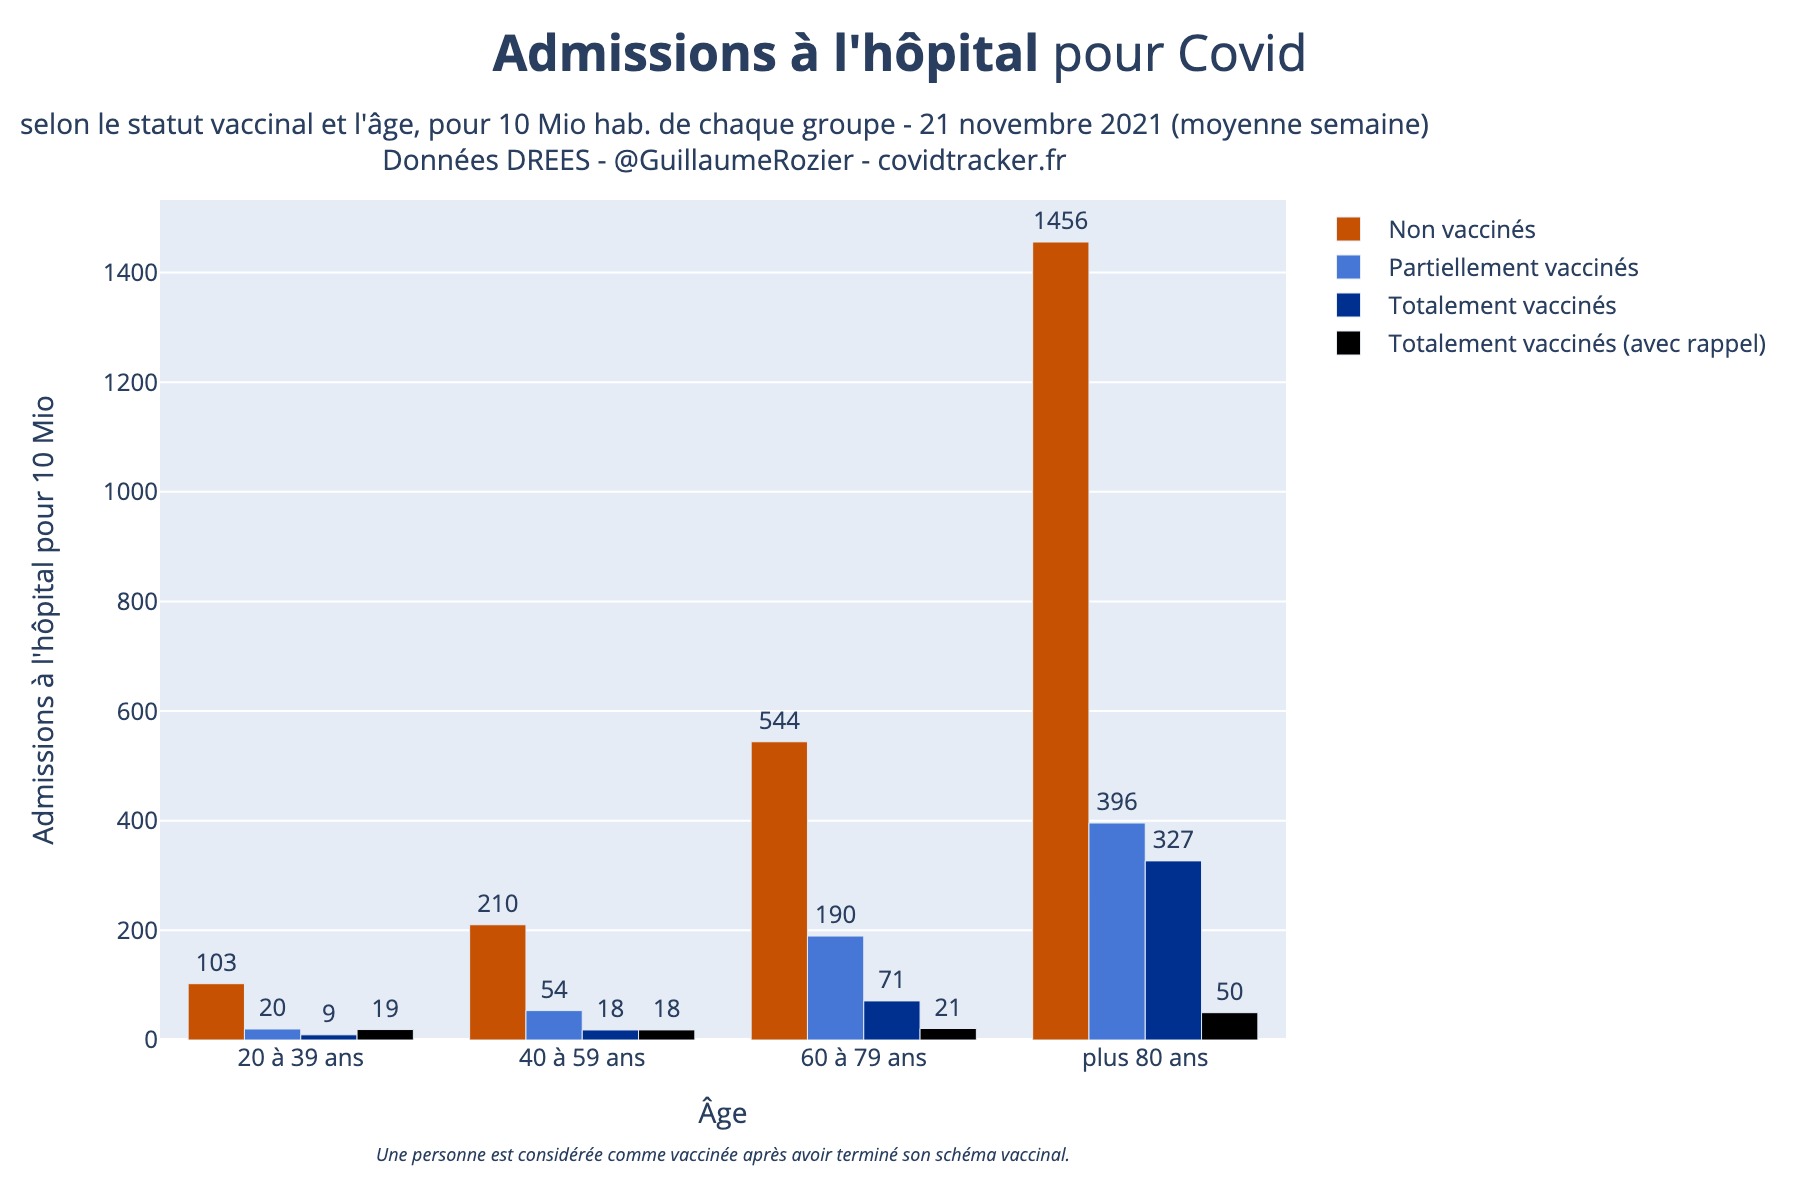 Admissions à l'hôpital pour Covid
selon le statut vaccinal et l'âge, pour 10 Mio hab. de chaque groupe - 21 novembre 2021 (moyenne semaine)
Données DREES - @GuillaumeRozier - covidtracker.fr
Non vaccinés
Partiellement vaccinés
Totalement vaccinés
Totalement vaccinés (avec rappel)
Admissions à l'hôpital pour 10 Mio
1400
1200
1000
800
600
400
200
0
103
20
9
19
210
54
18
18
544
190
71
21
1456
396
327
50
20 à 39 ans
40 à 59 ans
60 à 79 ans
plus 80 ans
Âge
Une personne est considérée comme vaccinée après avoir terminé son schéma vaccinal.